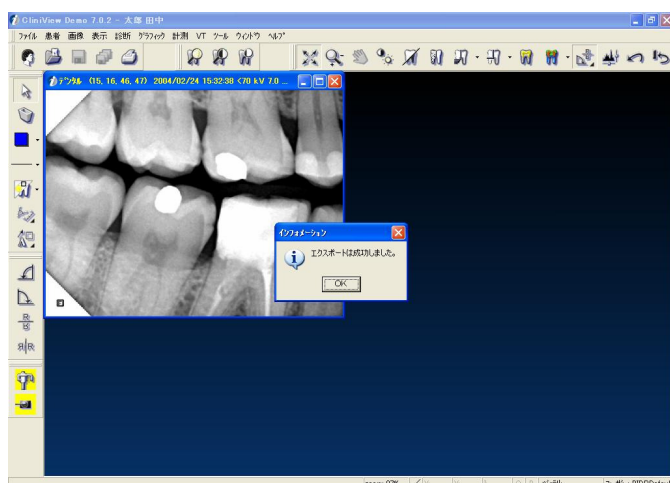 CliniView Demo 7.0.2 - 太郎 田中
ファイル 患者 画像 表示 診断 グラフィック 計測 VT ツール ウィンドウ ヘルプ
デンタル (15, 16, 46, 47) 2004/02/24 15:32:38 <70 kV 7.0 ...
インフォメーション
エクスポートは成功しました。
OK
R
a|R